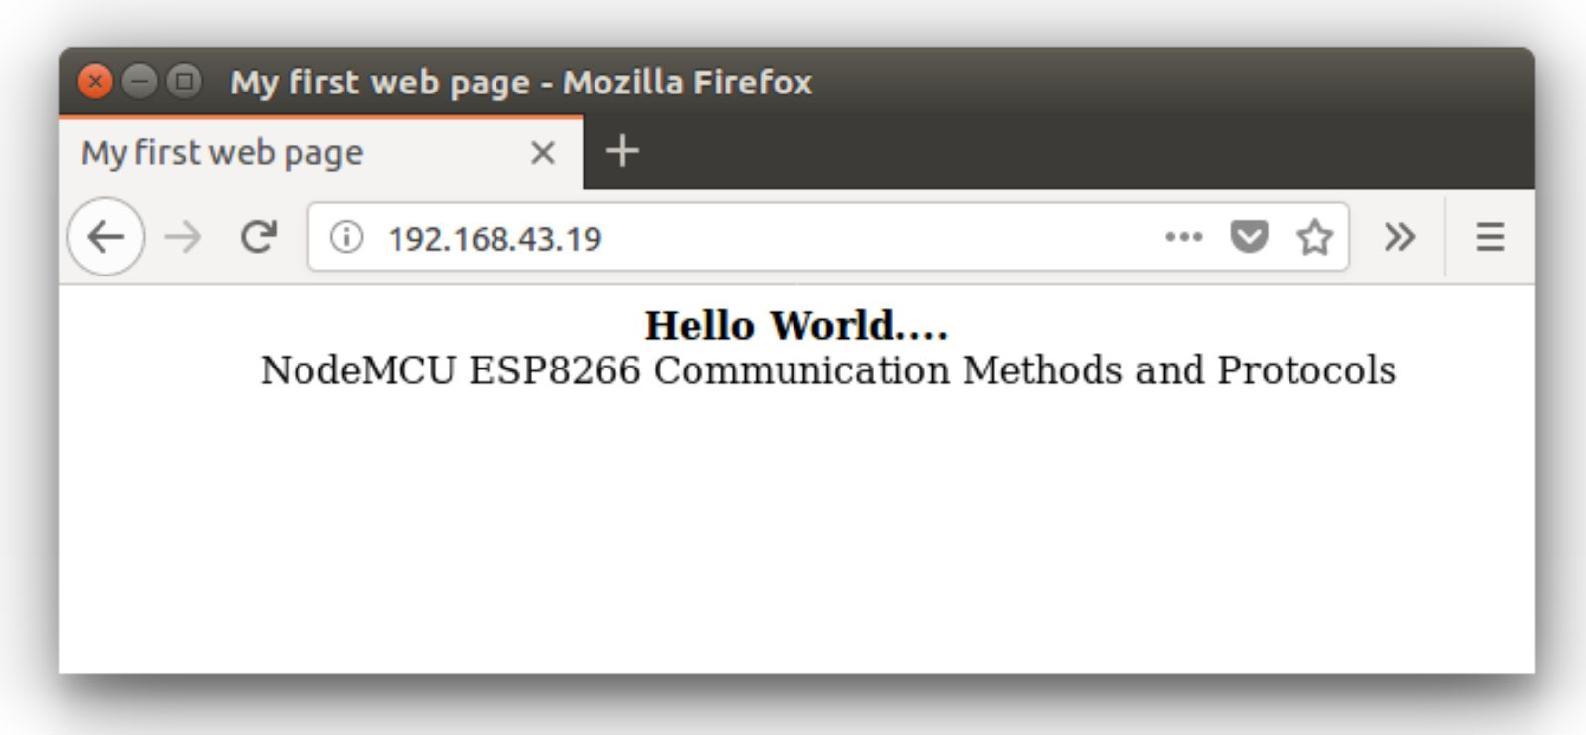 My first web page - Mozilla Firefox
My first web page
192.168.43.19
Hello World....
NodeMCU ESP8266 Communication Methods and Protocols